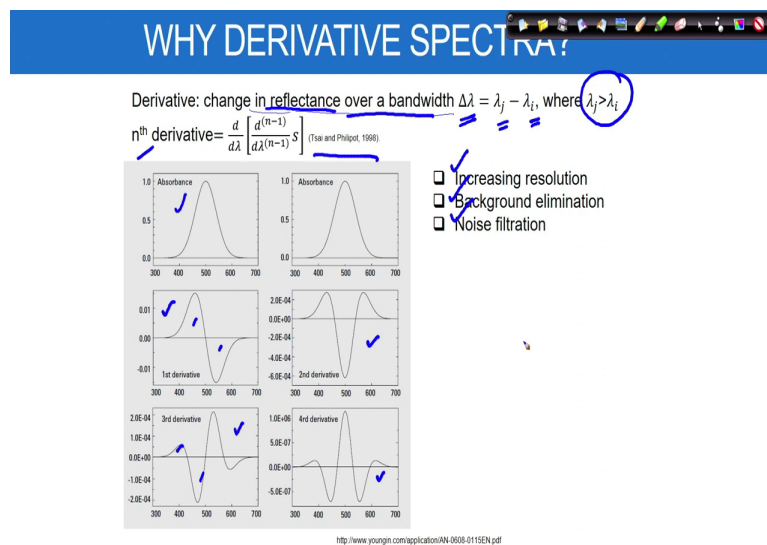 WHY DERIVATIVE SPECTRA?
Derivative: change in reflectance over a bandwidth Δλ = λj − λi, where λj>λi
nth derivative= d/dλ [d(n−1)/dλ(n−1) s] (Tsai and Philipot, 1998).
Increasing resolution
Background elimination
Noise filtration
1.0 Absorbance
0.5
0.0
300 400 500 600 700
1.0 Absorbance
0.5
0.0
300 400 500 600 700
0.01
0.00
-0.01
1st derivative
300 400 500 600 700
2.0E-04
0.0E+00
-2.0E-04
-4.0E-04
-6.0E-04
2nd derivative
300 400 500 600 700
2.0E-04 3rd derivative
1.0E-04
0.0E+00
-1.0E-04
-2.0E-04
300 400 500 600 700
1.0E+06 4rd derivative
5.0E-07
0.0E+00
-5.0E-07
300 400 500 600 700
http://www.youngin.com/application/AN-0608-0115EN.pdf